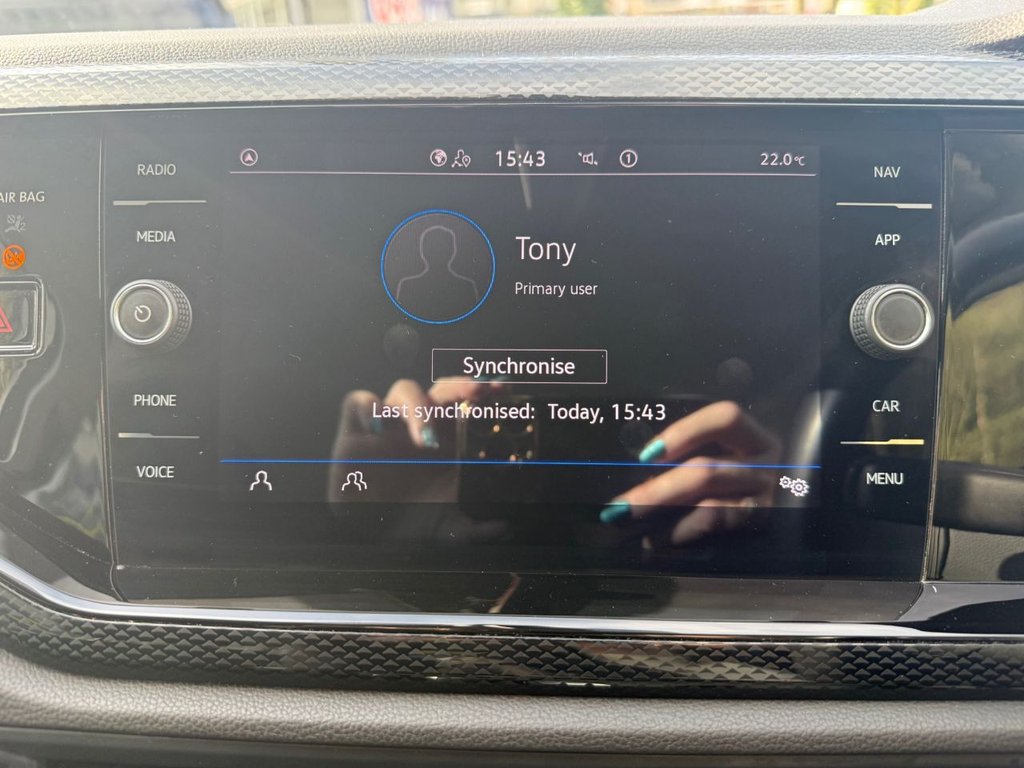 15:43
1
22.0°C
RADIO
NAV
AIR BAG
MEDIA
APP
Tony
Primary user
Synchronise
PHONE
Last synchronised: Today, 15:43
CAR
VOICE
MENU